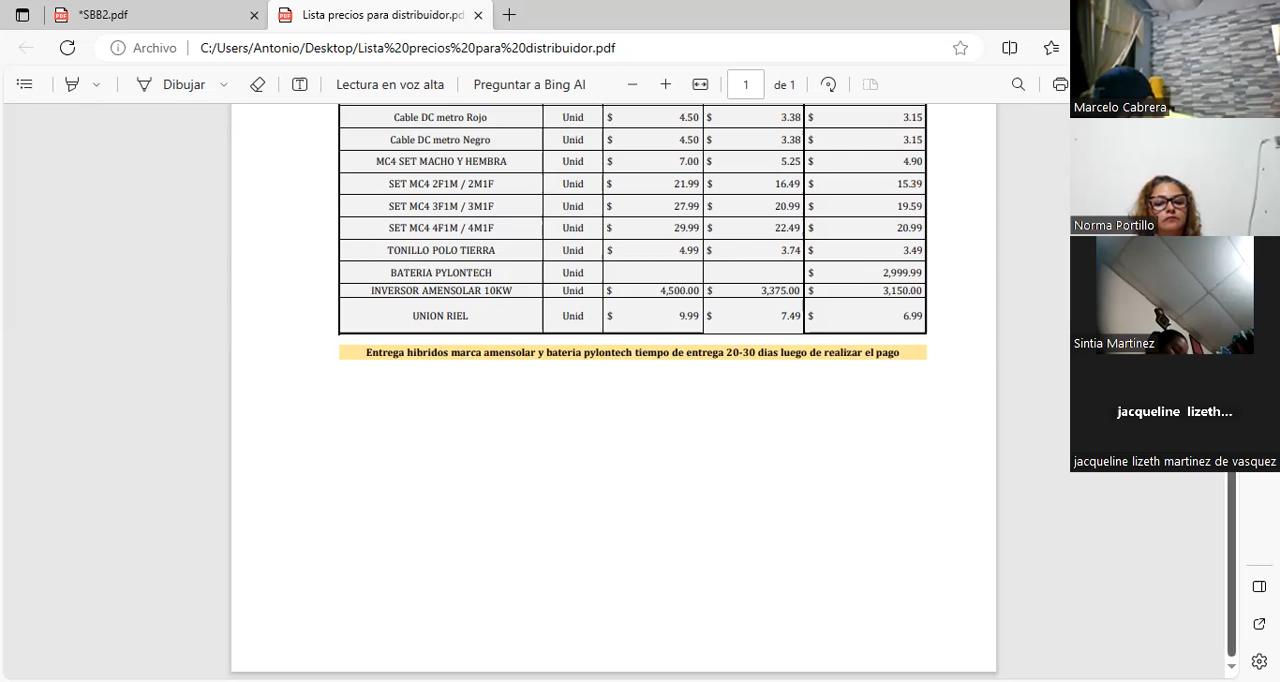 *SBB2.pdf
Lista precios para distribuidor.pd
Archivo C:/Users/Antonio/Desktop/Lista%20precios%20para%20distribuidor.pdf
Dibujar Lectura en voz alta Preguntar a Bing AI 1 de 1
Cable DC metro Rojo Unid $ 4.50 $ 3.38 $ 3.15
Cable DC metro Negro Unid $ 4.50 $ 3.38 $ 3.15
MC4 SET MACHO Y HEMBRA Unid $ 7.00 $ 5.25 $ 4.90
SET MC4 2F1M / 2M1F Unid $ 21.99 $ 16.49 $ 15.39
SET MC4 3F1M / 3M1F Unid $ 27.99 $ 20.99 $ 19.59
SET MC4 4F1M / 4M1F Unid $ 29.99 $ 22.49 $ 20.99
TONILLO POLO TIERRA Unid $ 4.99 $ 3.74 $ 3.49
BATERIA PYLONTECH Unid $ 2,999.99
INVERSOR AMENSOLAR 10KW Unid $ 4,500.00 $ 3,375.00 $ 3,150.00
UNION RIEL Unid $ 9.99 $ 7.49 $ 6.99
Entrega hibridos marca amensolar y bateria pylontech tiempo de entrega 20-30 dias luego de realizar el pago
Marcelo Cabrera
Norma Portillo
Sintia Martinez
jacqueline lizeth...
jacqueline lizeth martinez de vasquez